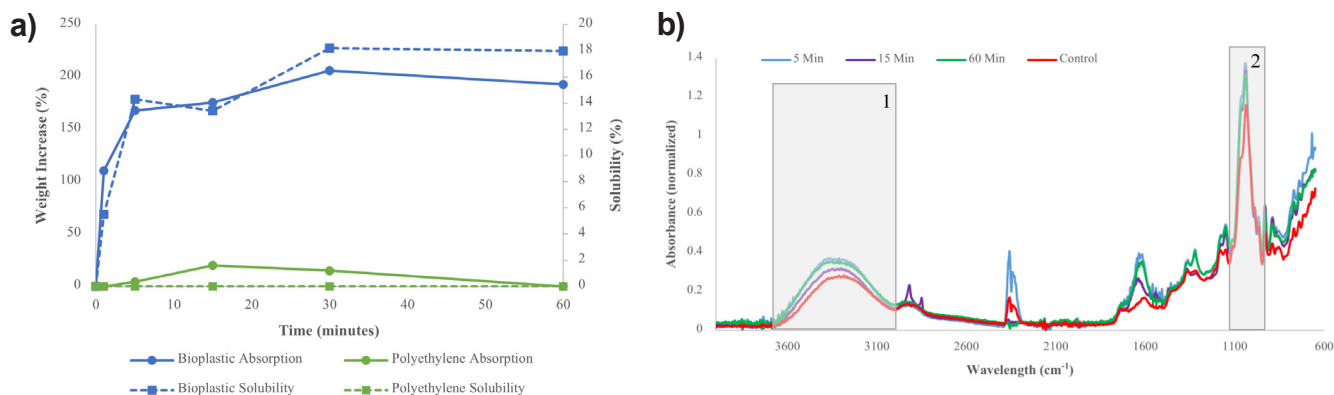 a)
250
200
150
100
50
0
Weight Increase (%)
20
18
16
14
12
10
8
6
4
2
0
Solubility (%)
0 10 20 30 40 50 60
Time (minutes)
Bioplastic Absorption Polyethylene Absorption
Bioplastic Solubility Polyethylene Solubility
b)
5 Min 15 Min 60 Min Control
1.4
1.2
1
0.8
0.6
0.4
0.2
0
Absorbance (normalized)
1
2
3600 3100 2600 2100 1600 1100 600
Wavelength (cm⁻¹)